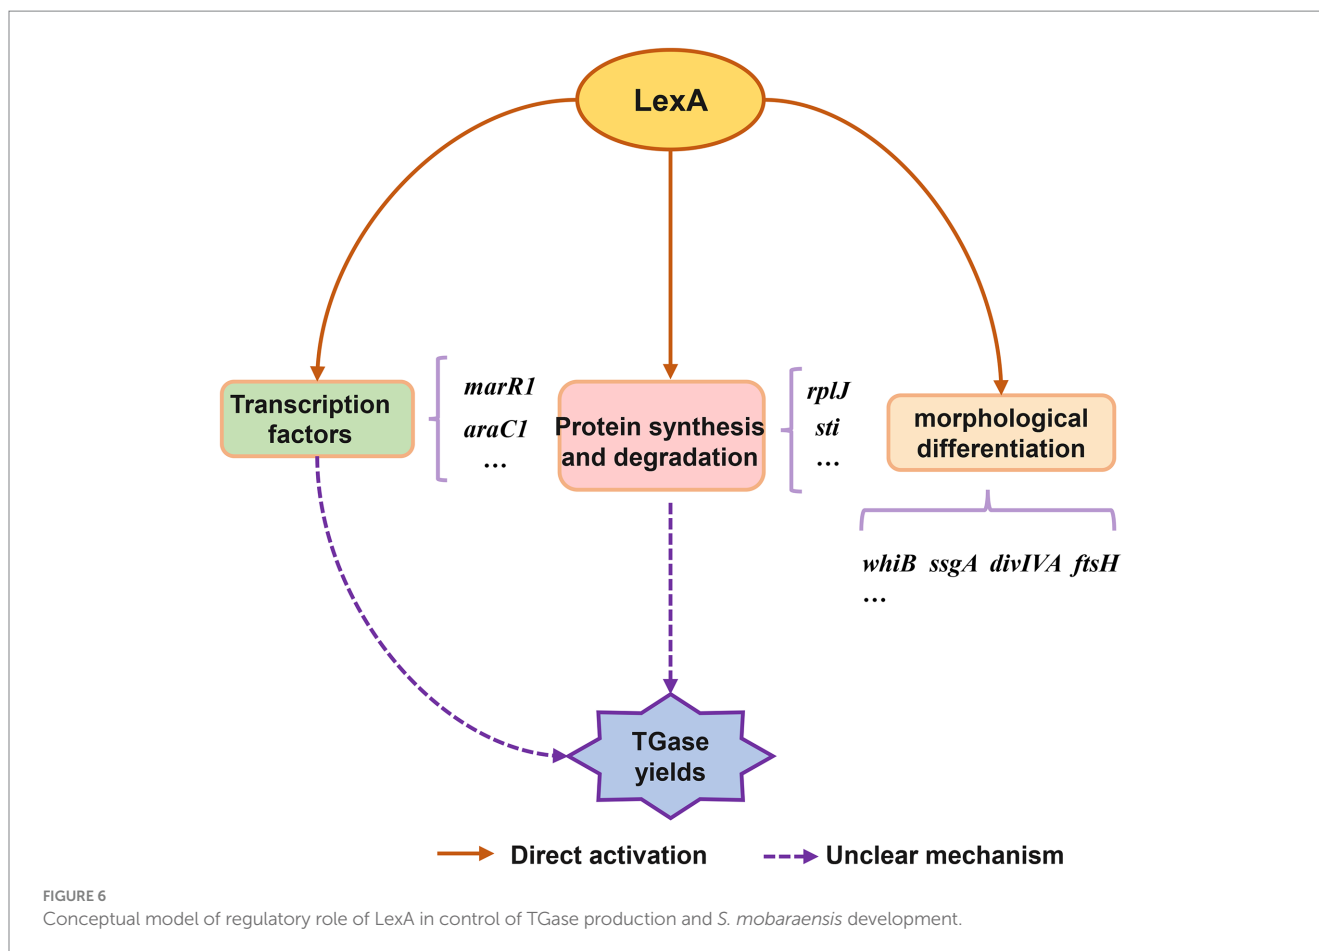 LexA
Transcription
factors
marR1
araC1
...
Protein synthesis
and degradation
rplJ
sti
...
morphological
differentiation
whiB ssgA divIVA ftsH
...
TGase
yields
Direct activation
Unclear mechanism
FIGURE 6
Conceptual model of regulatory role of LexA in control of TGase production and S. mobaraensis development.